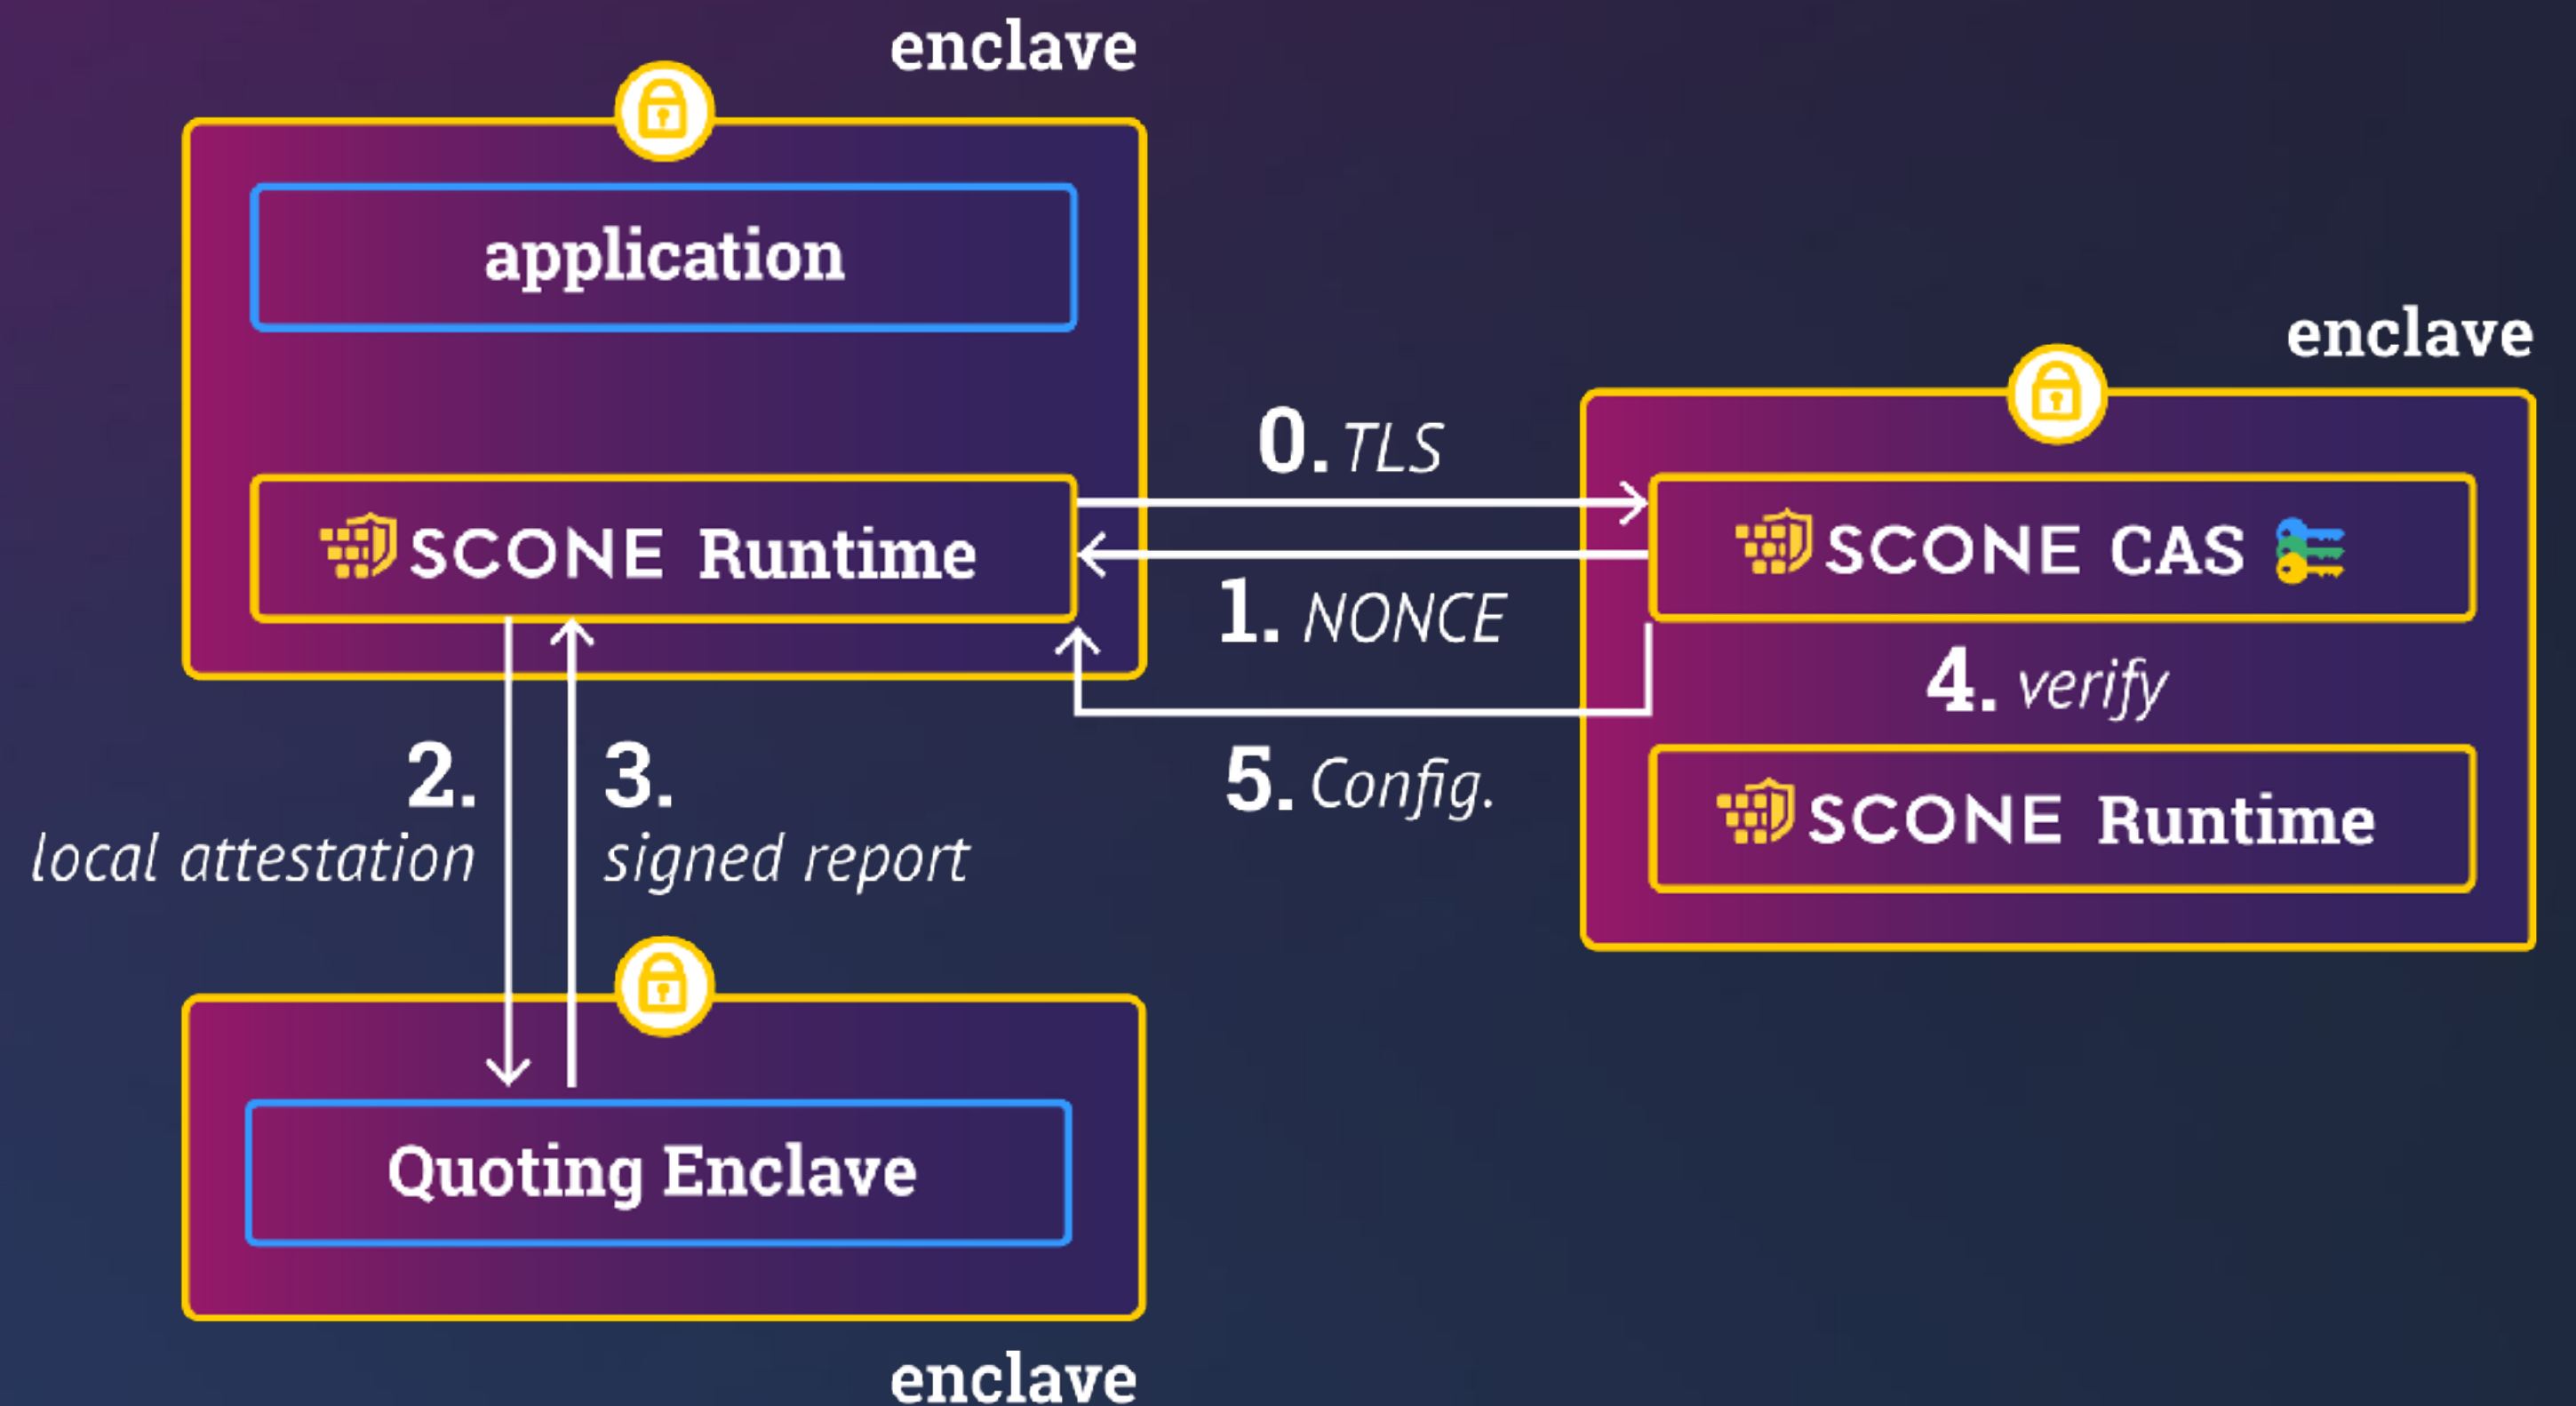 enclave
application
SCONE Runtime
0. TLS
1. NONCE
5. Config.
enclave
SCONE CAS
4. verify
SCONE Runtime
2.
local attestation
3.
signed report
Quoting Enclave
enclave